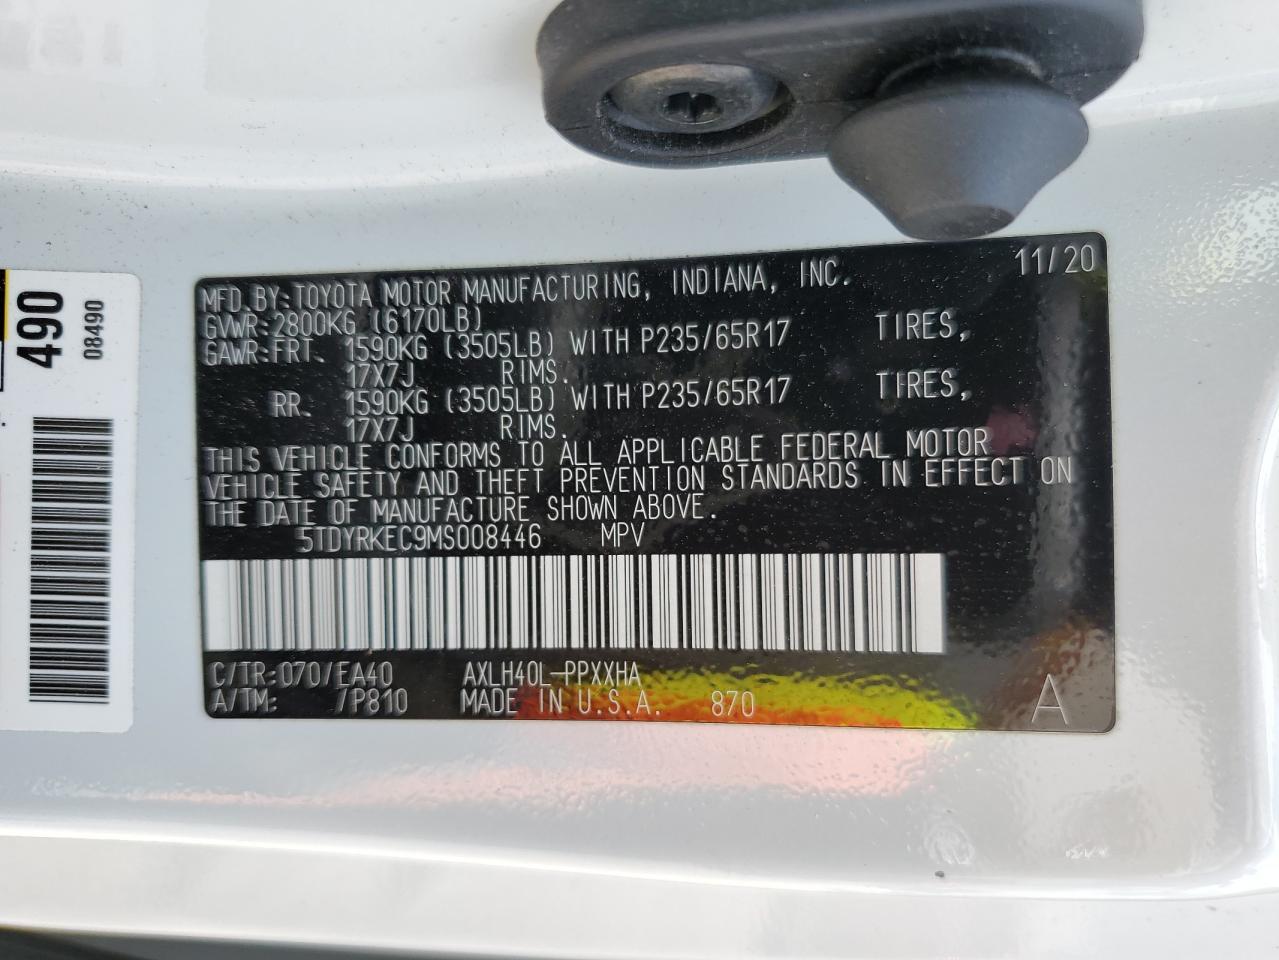 MFD.BY:TOYOTA MOTOR MANUFACTURING, INDIANA, INC. 11/20
GVWR:2800KG (6170LB)
GAWR:FRT. 1590KG (3505LB) WITH P235/65R17 TIRES,
17X7J RIMS.
RR. 1590KG (3505LB) WITH P235/65R17 TIRES,
17X7J RIMS.
THIS VEHICLE CONFORMS TO ALL APPLICABLE FEDERAL MOTOR
VEHICLE SAFETY AND THEFT PREVENTION STANDARDS IN EFFECT ON
THE DATE OF MANUFACTURE SHOWN ABOVE.
5TDYRKEC9MS008446 MPV
C/TR:070/EA40 AXLH40L-PPXXHA
A/TM: /P810 MADE IN U.S.A. 870 A
490
08490